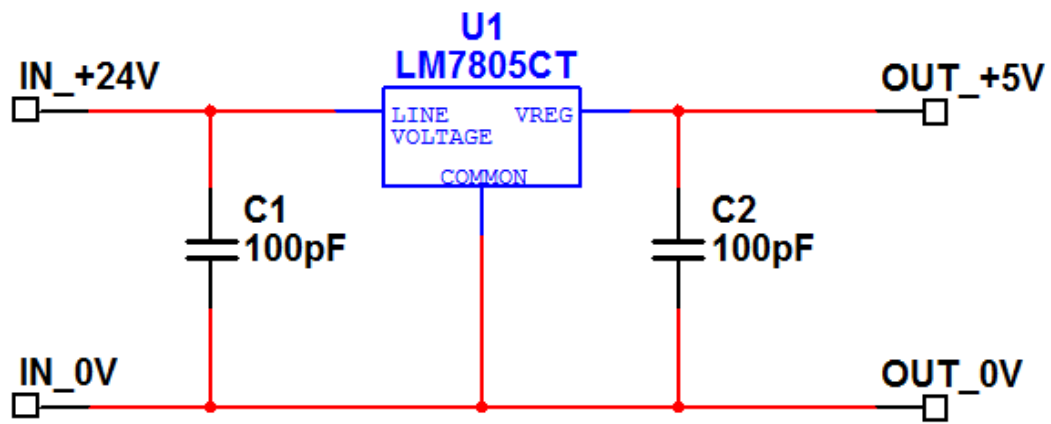 U1
LM7805CT
IN_+24V
OUT_+5V
LINE VREG
VOLTAGE
COMMON
C1
100pF
C2
100pF
IN_0V
OUT_0V